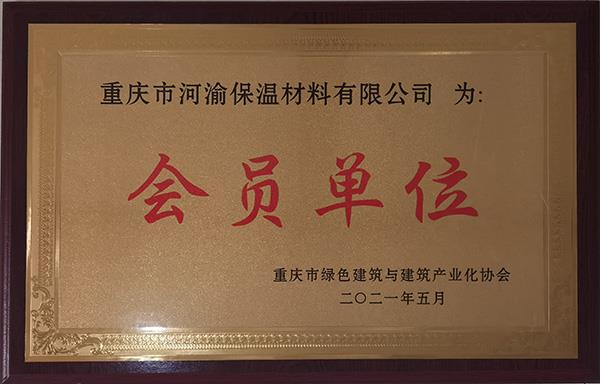 重庆市河渝保温材料有限公司 为:
会员单位
重庆市绿色建筑与建筑产业化协会
二〇二一年五月